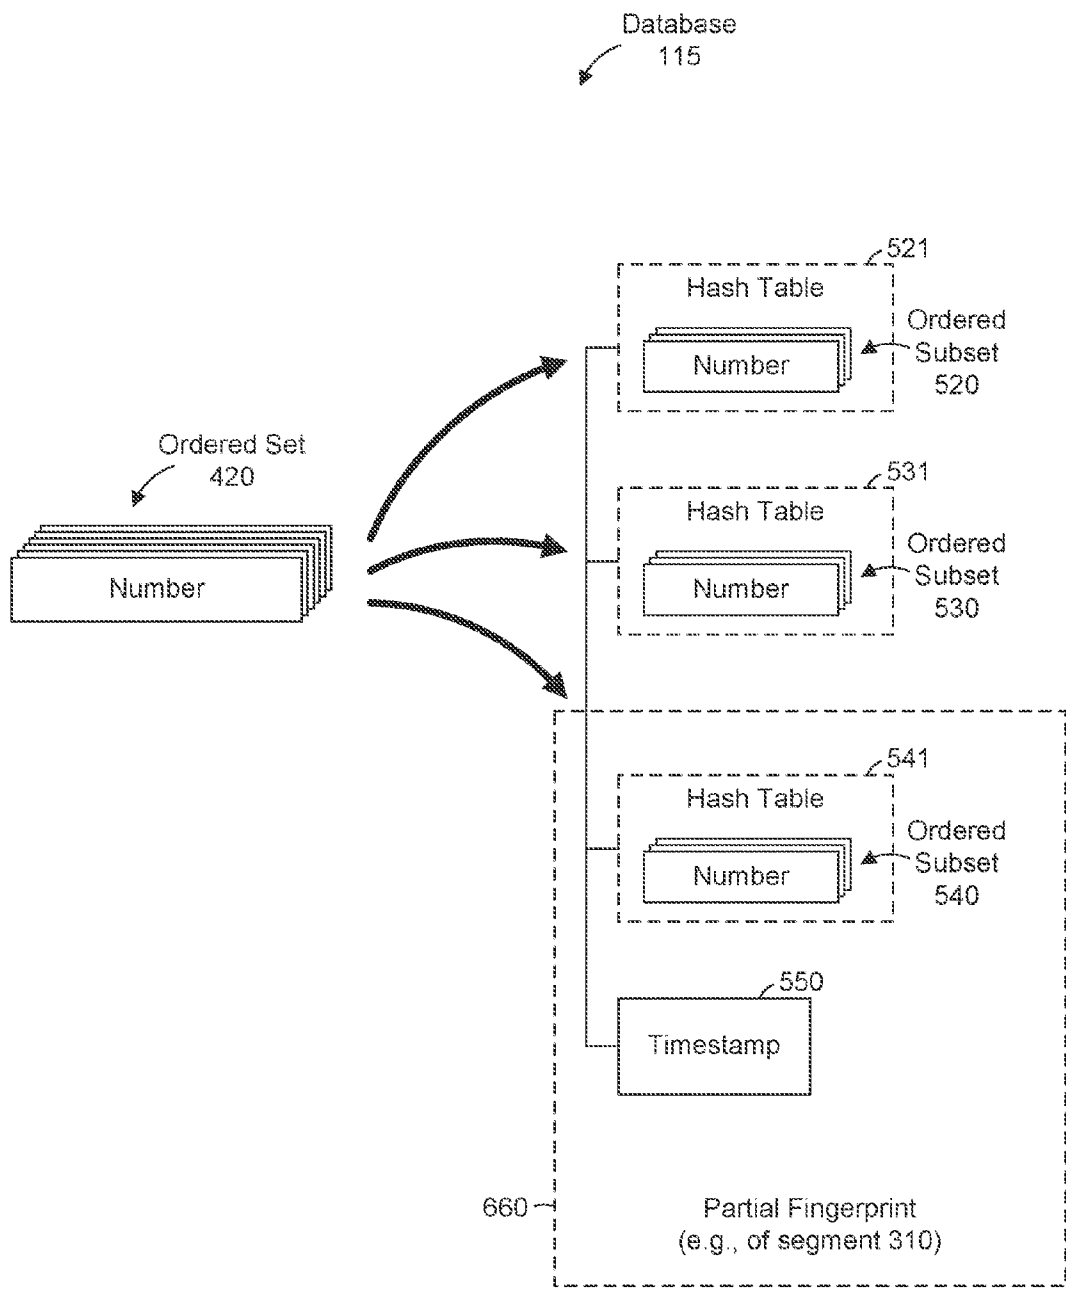 Database
115
521
Hash Table
Number
Ordered
Subset
520
Ordered Set
420
Number
531
Hash Table
Number
Ordered
Subset
530
541
Hash Table
Number
Ordered
Subset
540
550
Timestamp
660
Partial Fingerprint
(e.g., of segment 310)